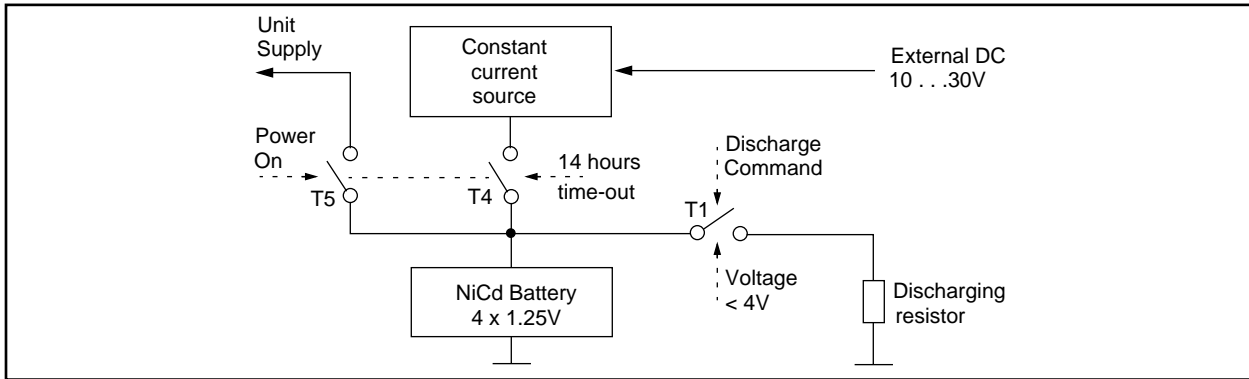 Unit
Supply
Constant
current
source
External DC
10 . . .30V
Power
On
T5
T4
14 hours
time-out
Discharge
Command
T1
Voltage
< 4V
NiCd Battery
4 x 1.25V
Discharging
resistor